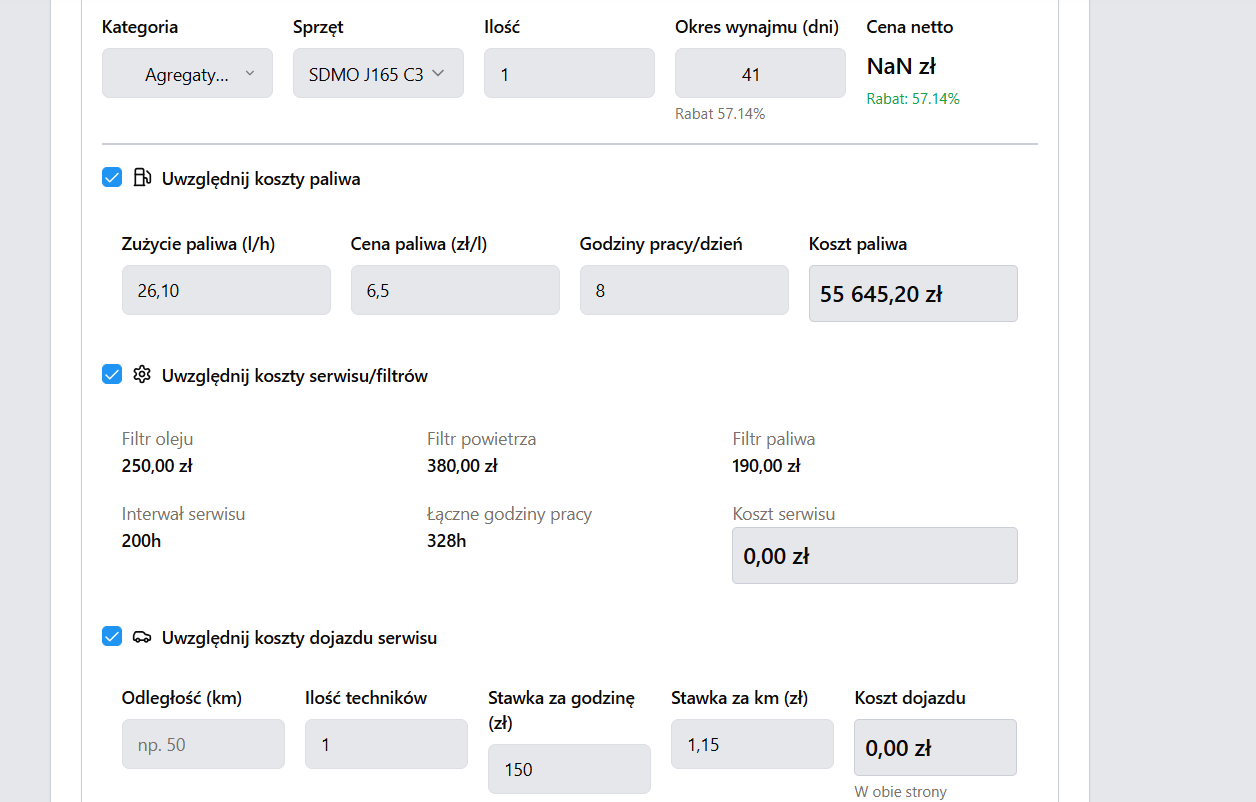 Kategoria Sprzęt Ilość Okres wynajmu (dni) Cena netto
Agregaty... SDMO J165 C3 1 41 NaN zł
Rabat 57.14% Rabat: 57.14%
Uwzględnij koszty paliwa
Zużycie paliwa (l/h) Cena paliwa (zł/l) Godziny pracy/dzień Koszt paliwa
26,10 6,5 8 55 645,20 zł
Uwzględnij koszty serwisu/filtrów
Filtr oleju Filtr powietrza Filtr paliwa
250,00 zł 380,00 zł 190,00 zł
Interwał serwisu Łączne godziny pracy Koszt serwisu
200h 328h 0,00 zł
Uwzględnij koszty dojazdu serwisu
Odległość (km) Ilość techników Stawka za godzinę (zł) Stawka za km (zł) Koszt dojazdu
np. 50 1 150 1,15 0,00 zł
W obie strony